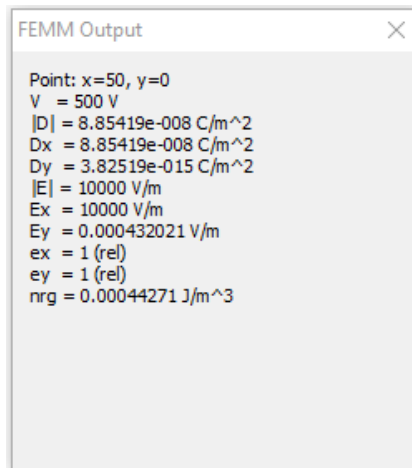 FEMM Output
Point: x=50, y=0
V = 500 V
|D| = 8.85419e-008 C/m^2
Dx = 8.85419e-008 C/m^2
Dy = 3.82519e-015 C/m^2
|E| = 10000 V/m
Ex = 10000 V/m
Ey = 0.000432021 V/m
ex = 1 (rel)
ey = 1 (rel)
nrg = 0.00044271 J/m^3